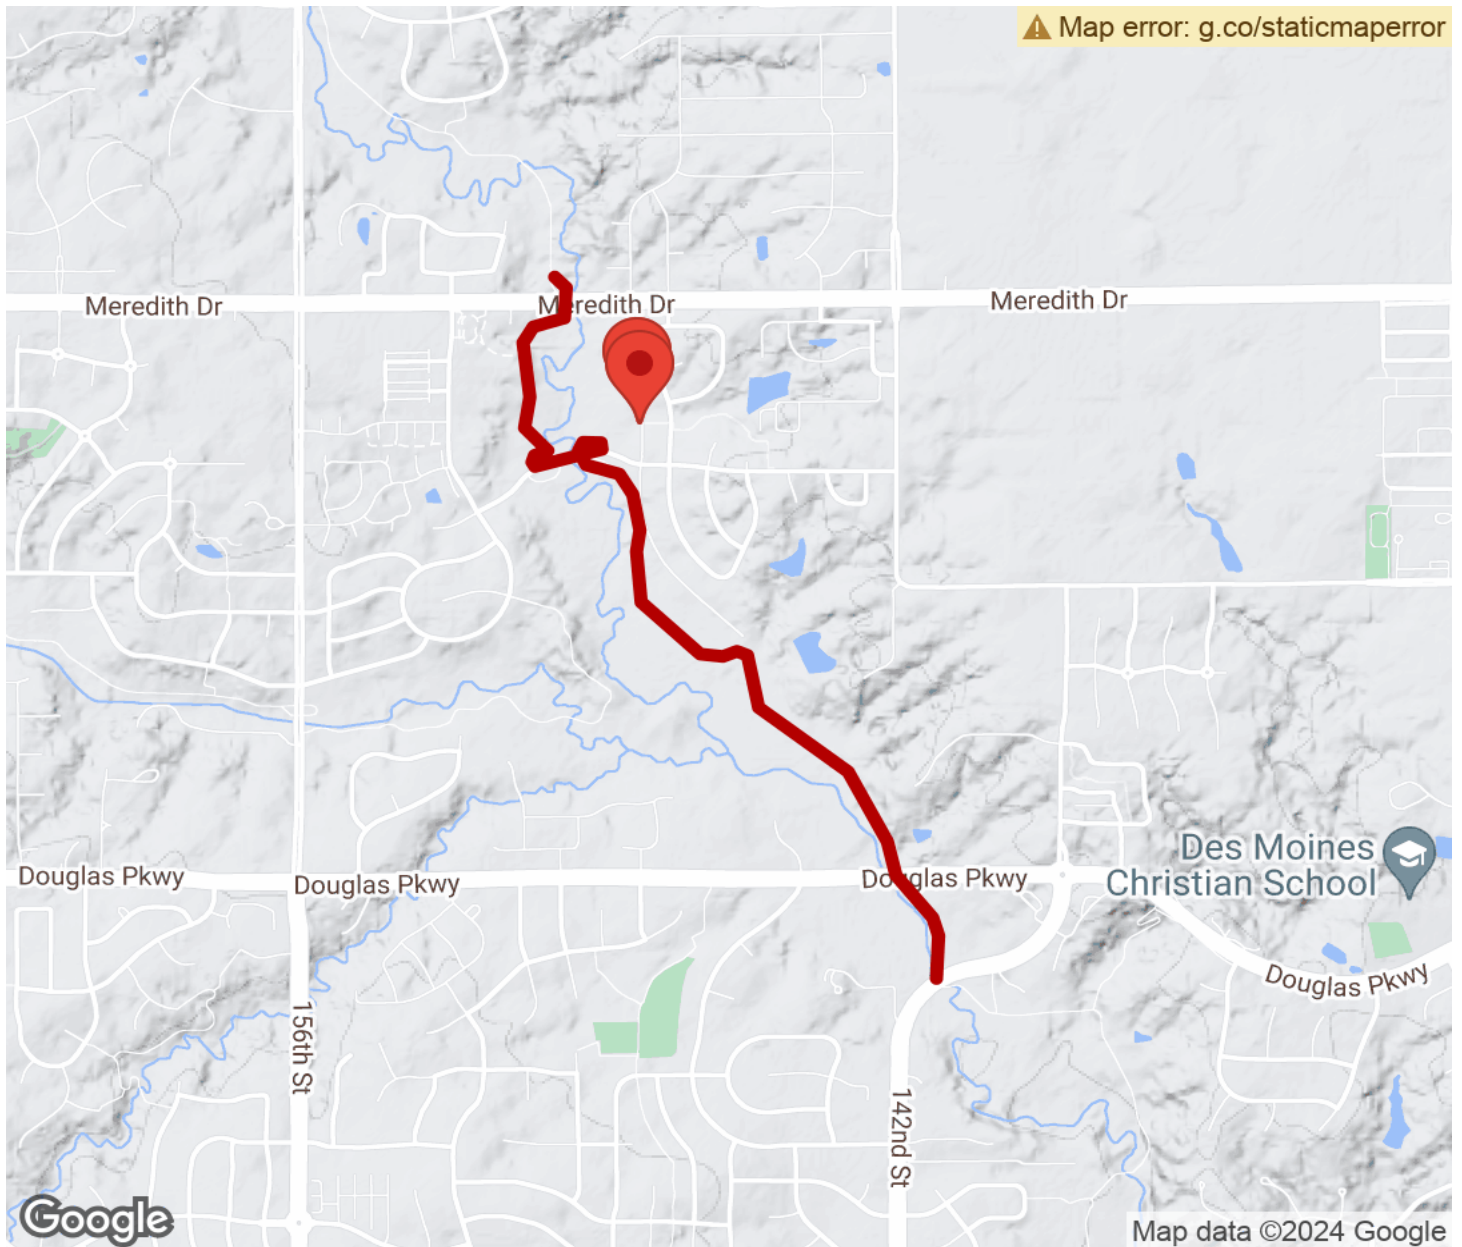 Map error: g.co/staticmaperror
Meredith Dr
Meredith Dr
Meredith Dr
Des Moines
Christian School
Douglas Pkwy
Douglas Pkwy
Douglas Pkwy
Douglas Pkwy
156th St
142nd St
Google
Map data ©2024 Google